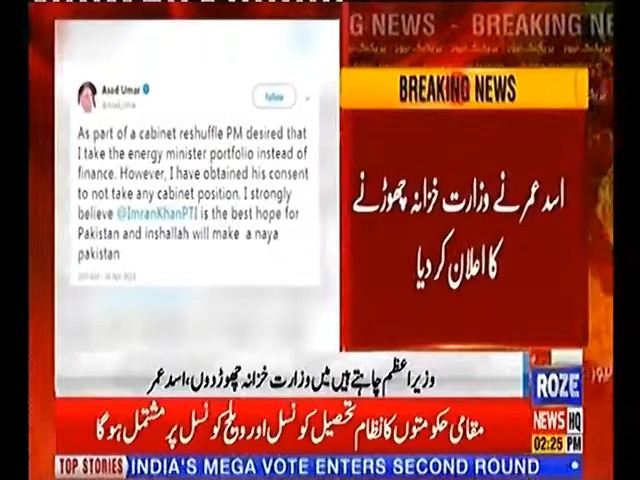 G NEWS - BREAKING NE
BREAKING NEWS
Asad Umar
Follow
As part of a cabinet reshuffle PM desired that
I take the energy minister portfolio instead of
finance. However, I have obtained his consent
to not take any cabinet position. I strongly
believe @ImranKhanPTI is the best hope for
Pakistan and inshallah will make a naya
pakistan
اسد عمر نے وزارت خزانہ چھوڑنے
کا اعلان کر دیا
وزیراعظم چاہتے ہیں میں وزارت خزانہ چھوڑ دوں، اسد عمر
مقامی حکومتوں کا نظام تحصیل کونسل اور ویلج کونسل پر مشتمل ہوگا
ROZE
NEWS HQ
02:25 PM
TOP STORIES INDIA'S MEGA VOTE ENTERS SECOND ROUND